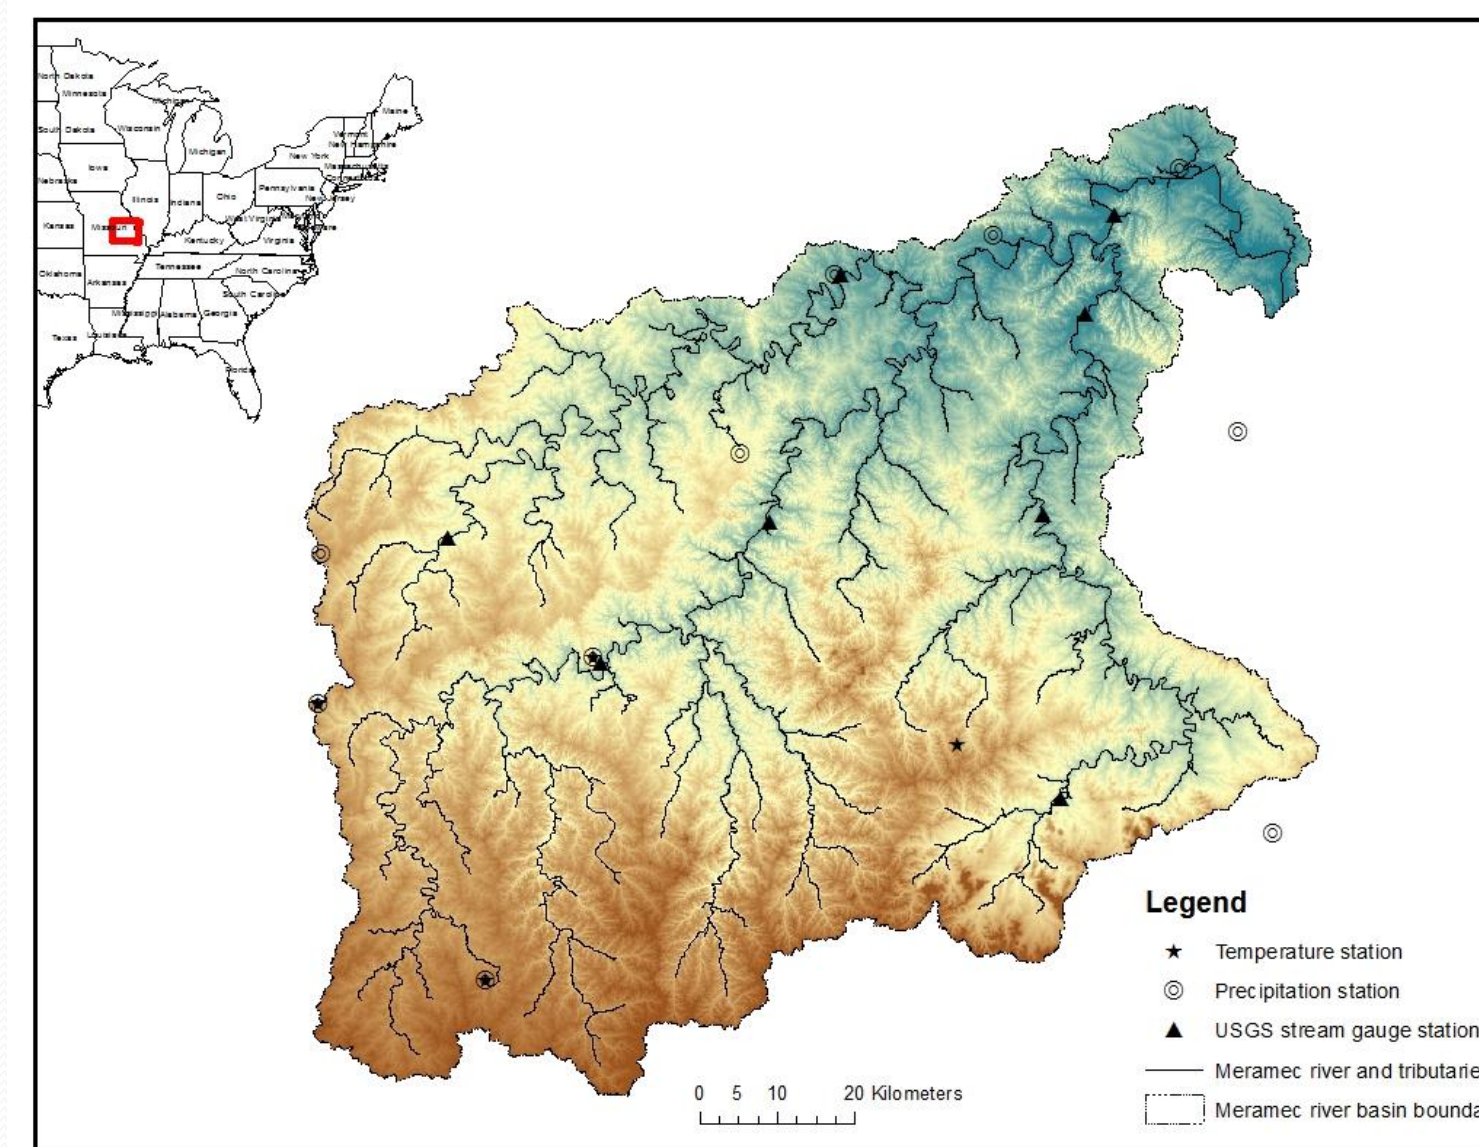 North Dakota
Minnesota
Michigan
Maine
South Dakota
Wisconsin
Vermont
New Hampshire
Michigan
New York
Massachusetts
Iowa
Nebraska
Pennsylvania
Illinois
Indiana
Ohio
New Jersey
Kansas
West Virginia
Kentucky
Virginia
Tennessee
Oklahoma
North Carolina
Arkansas
South Carolina
Mississippi
Alabama
Georgia
Texas
Louisiana
Florida
Legend
Temperature station
Precipitation station
USGS stream gauge station
Meramec river and tributarie
Meramec river basin bounda
0 5 10 20 Kilometers